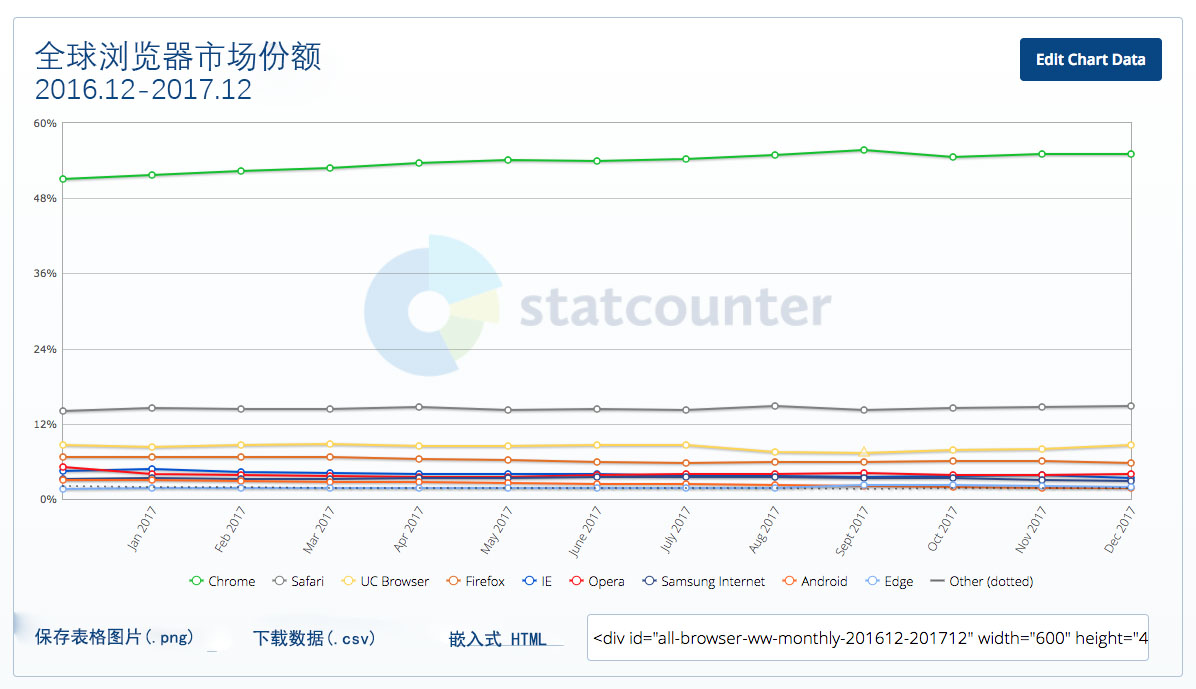 全球浏览器市场份额
2016.12-2017.12
Edit Chart Data
60%
48%
36%
24%
12%
0%
statcounter
Jan 2017
Feb 2017
Mar 2017
Apr 2017
May 2017
June 2017
July 2017
Aug 2017
Sept 2017
Oct 2017
Nov 2017
Dec 2017
Chrome Safari UC Browser Firefox IE Opera Samsung Internet Android Edge Other (dotted)
保存表格图片(.png) 下载数据(.csv) 嵌入式 HTML <div id="all-browser-ww-monthly-201612-201712" width="600" height="4